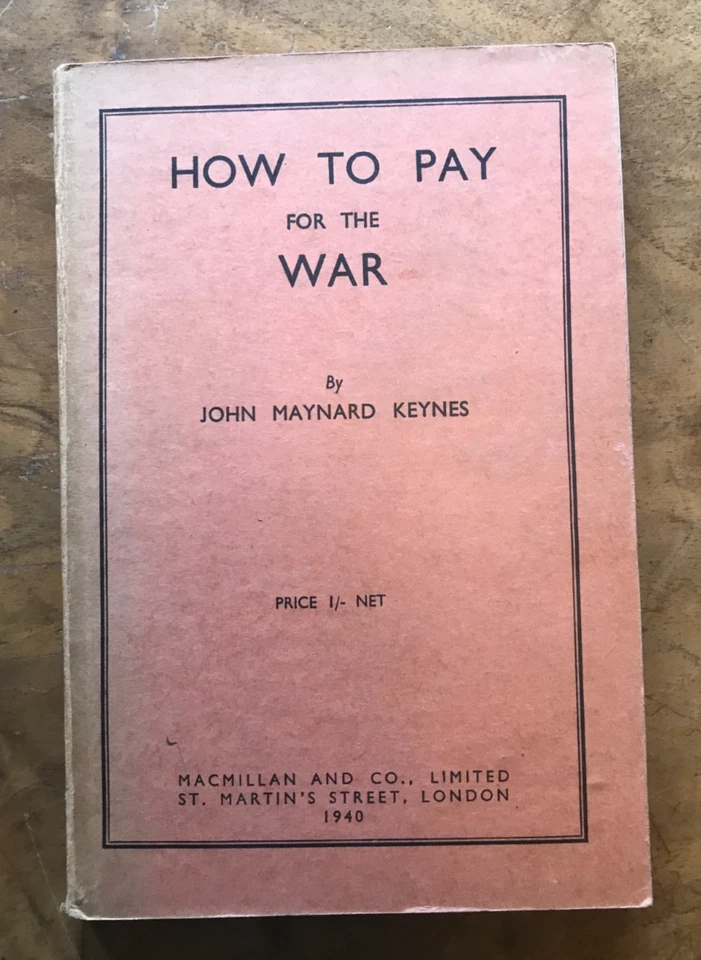 HOW TO PAY
FOR THE
WAR
By
JOHN MAYNARD KEYNES
PRICE 1/- NET
MACMILLAN AND CO., LIMITED
ST. MARTIN'S STREET, LONDON
1940